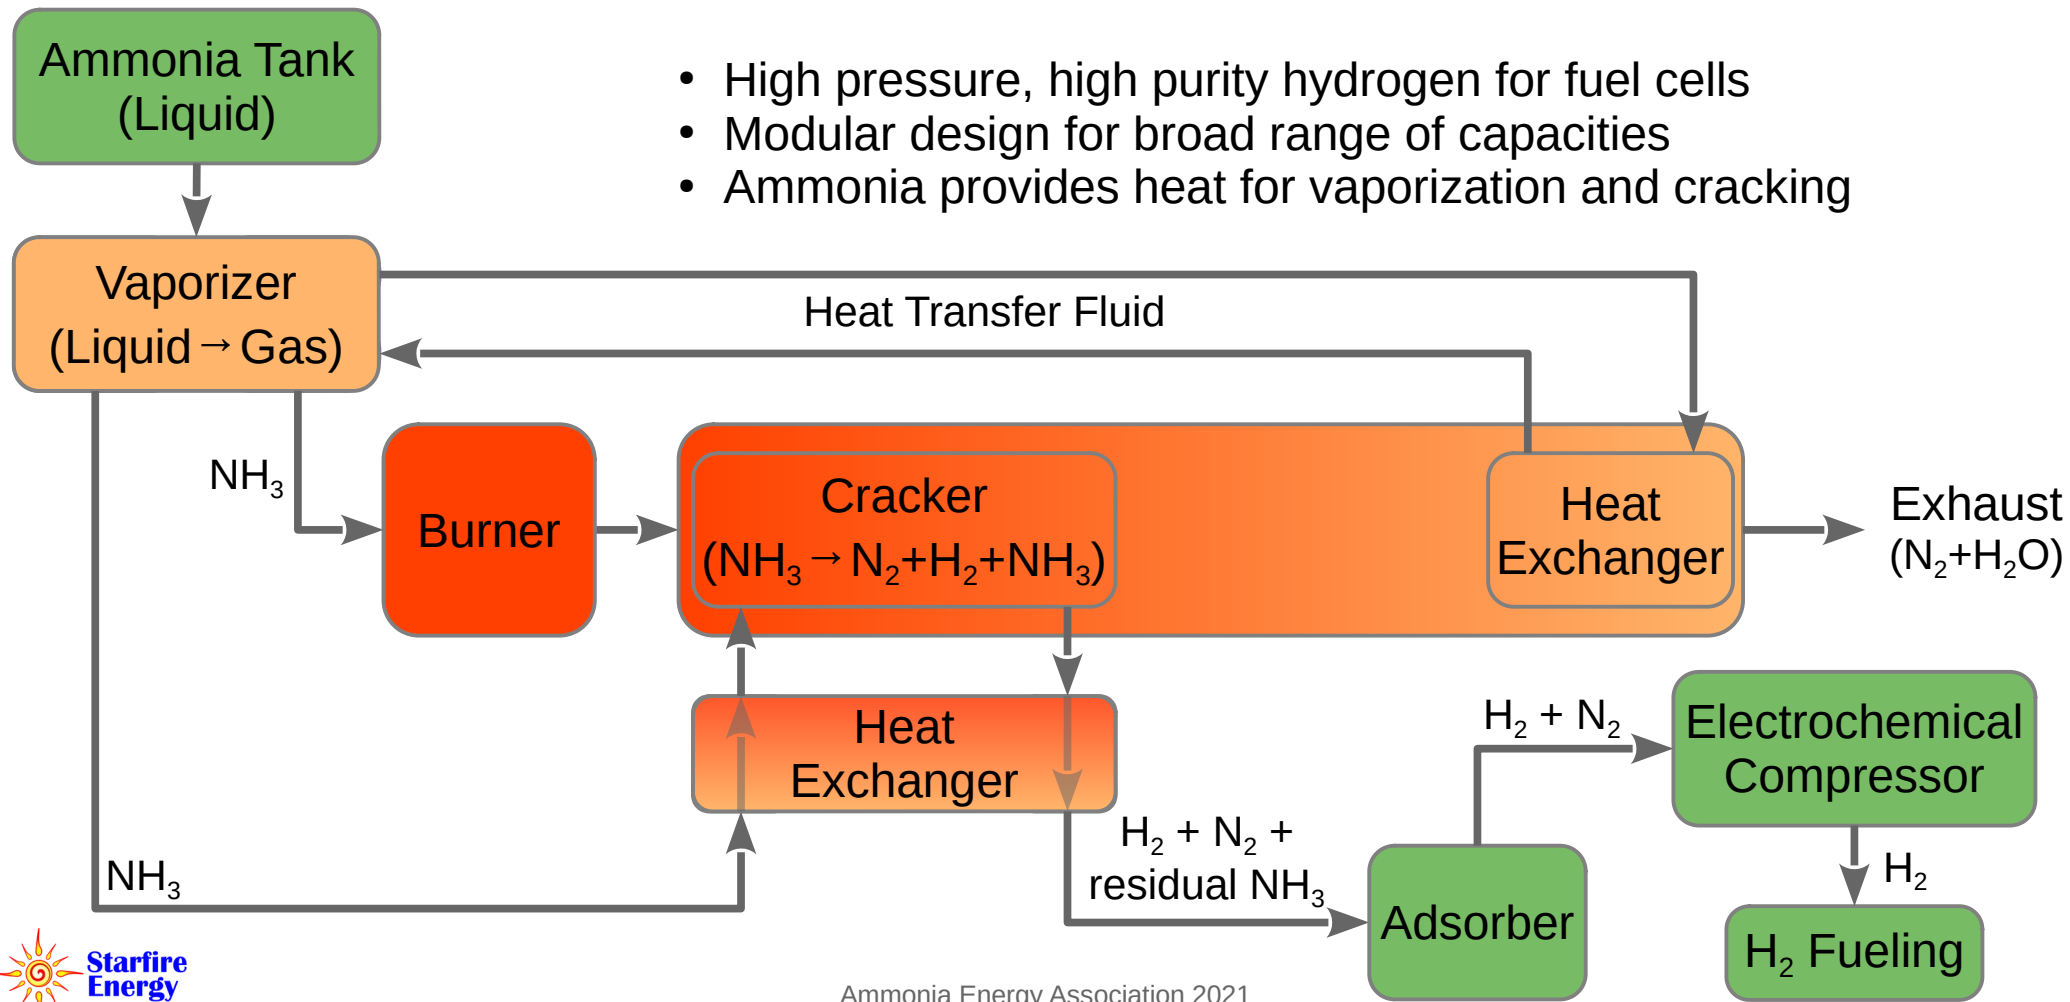 Ammonia Tank
(Liquid)
• High pressure, high purity hydrogen for fuel cells
• Modular design for broad range of capacities
• Ammonia provides heat for vaporization and cracking
Vaporizer
(Liquid→Gas)
Heat Transfer Fluid
NH₃
Burner
Cracker
(NH₃→N₂+H₂+NH₃)
Heat
Exchanger
Exhaust
(N₂+H₂O)
Heat
Exchanger
NH₃
H₂ + N₂ +
residual NH₃
Adsorber
H₂ + N₂
Electrochemical
Compressor
H₂
H₂ Fueling
Starfire
Energy
Ammonia Energy Association 2021